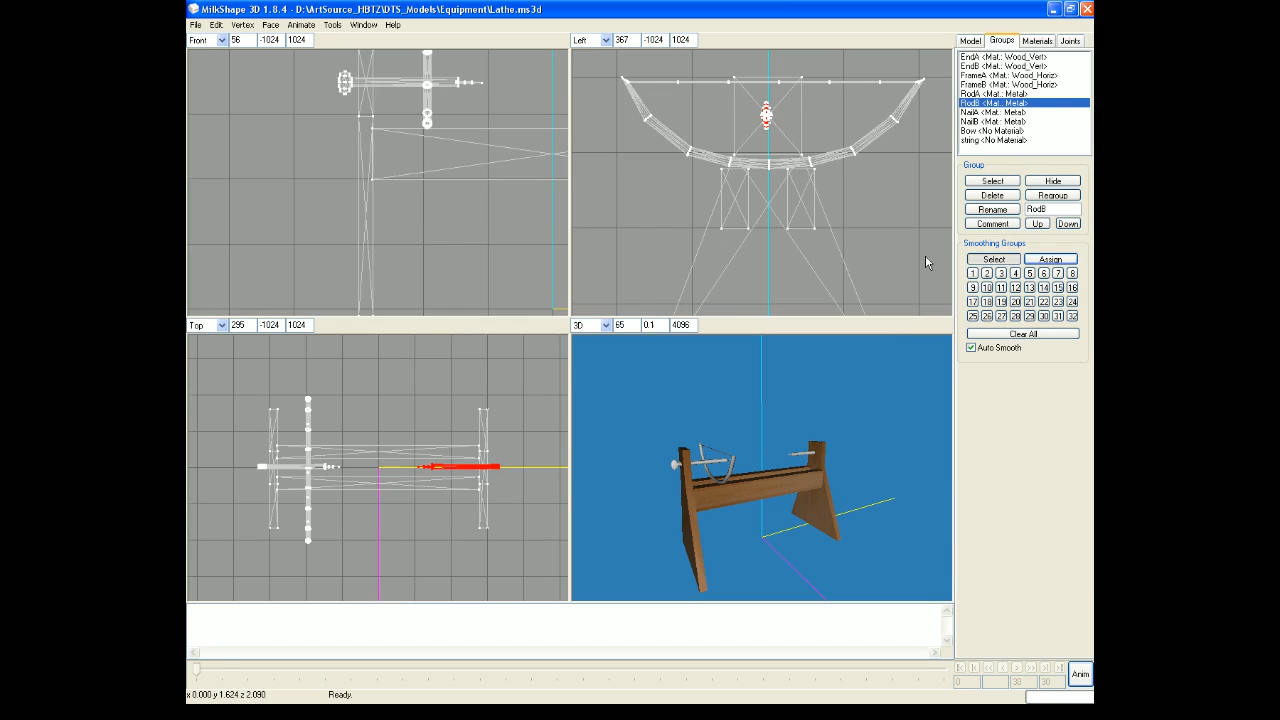 MilkShape 3D 1.8.4 - D:\ArtSource_HBTZ\DTS_Models\Equipment\Lathe.ms3d
File Edit Vertex Face Animate Tools Window Help
Front 56 -1024 1024 Left 367 -1024 1024
Model Groups Materials Joints
EndA <Mat.: Wood_Vert>
EndB <Mat.: Wood_Vert>
FrameA <Mat.: Wood_Horiz>
FrameB <Mat.: Wood_Horiz>
RodA <Mat.: Metal>
RodB <Mat.: Metal>
NailA <Mat.: Metal>
NailB <Mat.: Metal>
Bow <No Material>
string <No Material>
Group
Select Hide
Delete Regroup
Rename RodB
Comment Up Down
Smoothing Groups
Select Assign
1 2 3 4 5 6 7 8
9 10 11 12 13 14 15 16
17 18 19 20 21 22 23 24
25 26 27 28 29 30 31 32
Clear All
Auto Smooth
Top 295 -1024 1024 3D 65 0.1 4096
Anim
0 30 30
x 0.000 y 1.624 z 2.090 Ready.